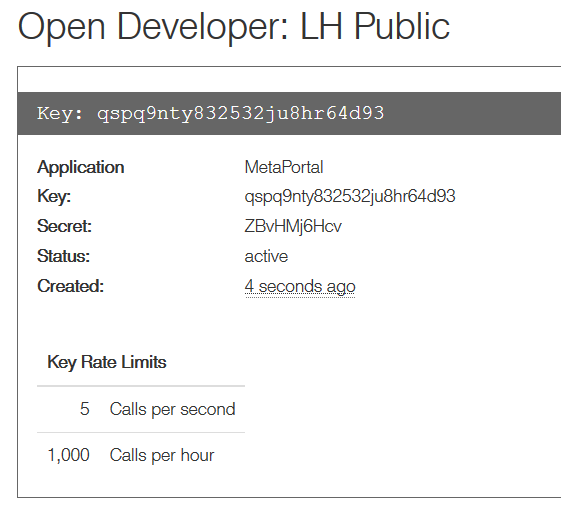 Open Developer: LH Public
Key: qspq9nty832532ju8hr64d93
Application MetaPortal
Key: qspq9nty832532ju8hr64d93
Secret: ZBvHMj6Hcv
Status: active
Created: 4 seconds ago
Key Rate Limits
5 Calls per second
1,000 Calls per hour